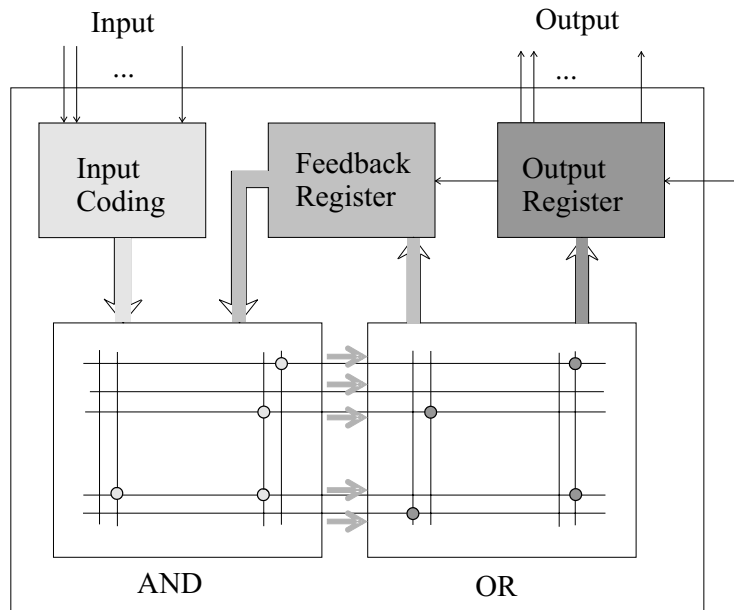 Input
Output
...
...
Input
Coding
Feedback
Register
Output
Register
AND
OR